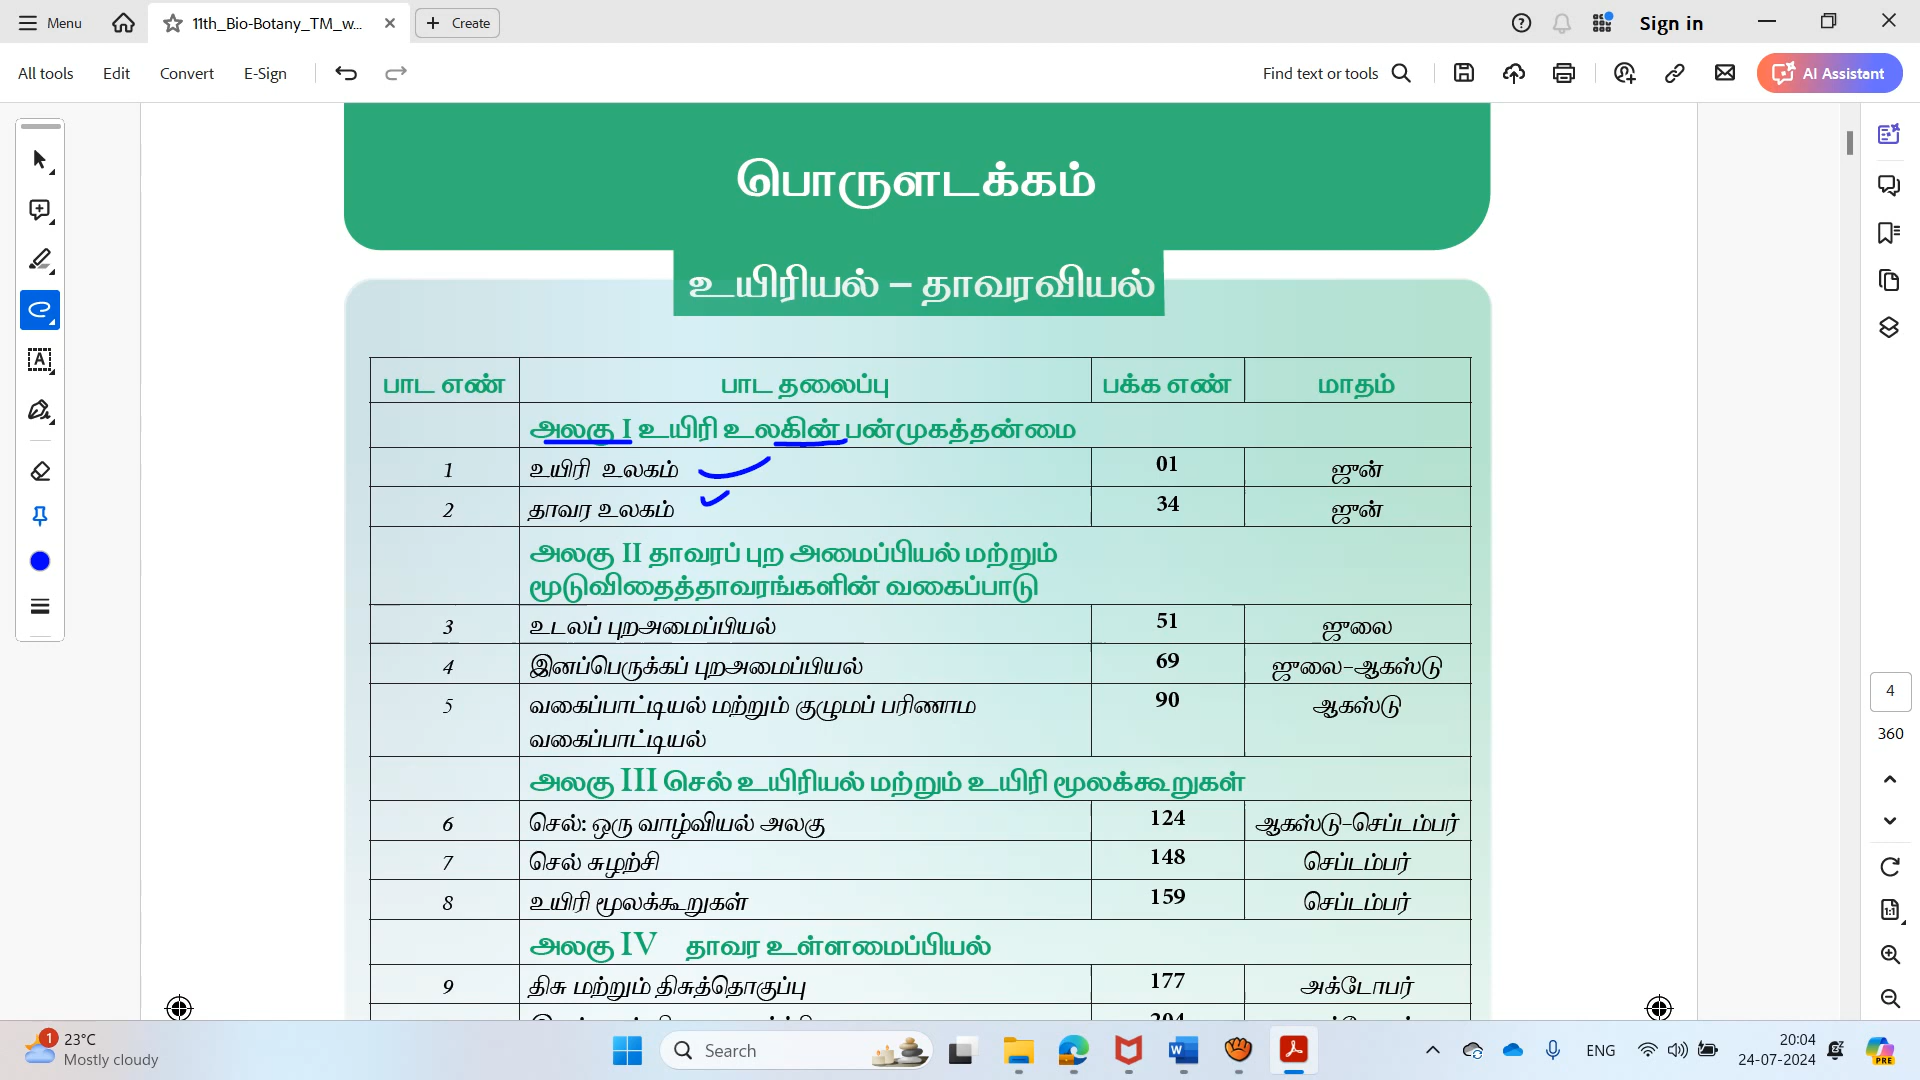 Menu
11th_Bio-Botany_TM_w...
Create
Sign in
All tools
Edit
Convert
E-Sign
Find text or tools
AI Assistant
பொருளடக்கம்
உயிரியல் – தாவரவியல்
பாட எண் பாட தலைப்பு பக்க எண் மாதம்
அலகு I உயிரி உலகின் பன்முகத்தன்மை
1 உயிரி உலகம் 01 ஜுன்
2 தாவர உலகம் 34 ஜுன்
அலகு II தாவரப் புற அமைப்பியல் மற்றும்
மூடுவிதைத்தாவரங்களின் வகைப்பாடு
3 உடலப் புறஅமைப்பியல் 51 ஜுலை
4 இனப்பெருக்கப் புறஅமைப்பியல் 69 ஜுலை-ஆகஸ்டு
5 வகைப்பாட்டியல் மற்றும் குழுமப் பரிணாம 90 ஆகஸ்டு
வகைப்பாட்டியல்
அலகு III செல் உயிரியல் மற்றும் உயிரி மூலக்கூறுகள்
6 செல்: ஒரு வாழ்வியல் அலகு 124 ஆகஸ்டு-செப்டம்பர்
7 செல் சுழற்சி 148 செப்டம்பர்
8 உயிரி மூலக்கூறுகள் 159 செப்டம்பர்
அலகு IV தாவர உள்ளமைப்பியல்
9 திசு மற்றும் திசுத்தொகுப்பு 177 அக்டோபர்
4
360
1
23°C
Mostly cloudy
Search
ENG
20:04
24-07-2024
PRE